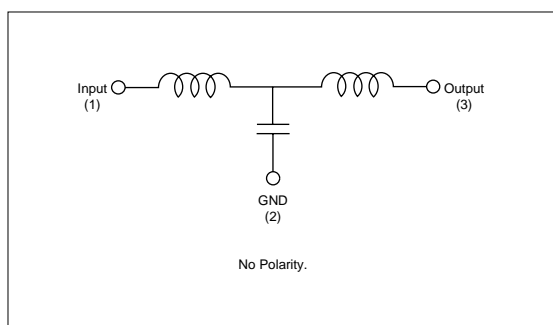 Input
(1)
Output
(3)
GND
(2)
No Polarity.